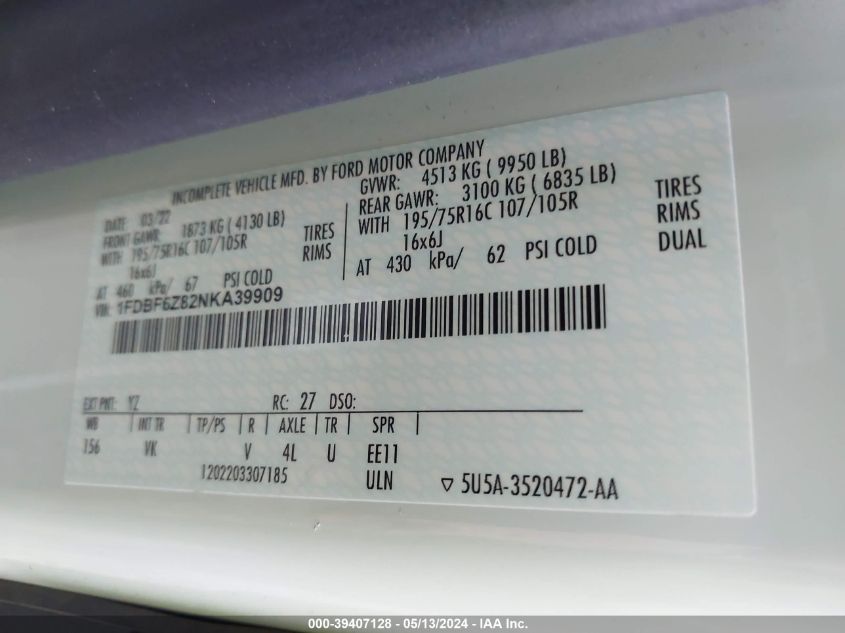 INCOMPLETE VEHICLE MFD. BY FORD MOTOR COMPANY
DATE 03/22
FRONT GAWR: 1873 KG ( 4130 LB)
WITH 195/75R16C 107/105R TIRES
16x6J RIMS
AT 460 kPa/ 67 PSI COLD
GVWR: 4513 KG ( 9950 LB)
REAR GAWR: 3100 KG ( 6835 LB)
WITH 195/75R16C 107/105R TIRES
16x6J RIMS
AT 430 kPa/ 62 PSI COLD DUAL
VIN: 1FDBF6Z82NKA39909
EXT PNT: YZ RC: 27 DSO:
WB INT TR TP/PS R AXLE TR SPR
156 VK V 4L U EE11
1202203307185 ULN ▽ 5U5A-3520472-AA
000-39407128 - 05/13/2024 - IAA Inc.